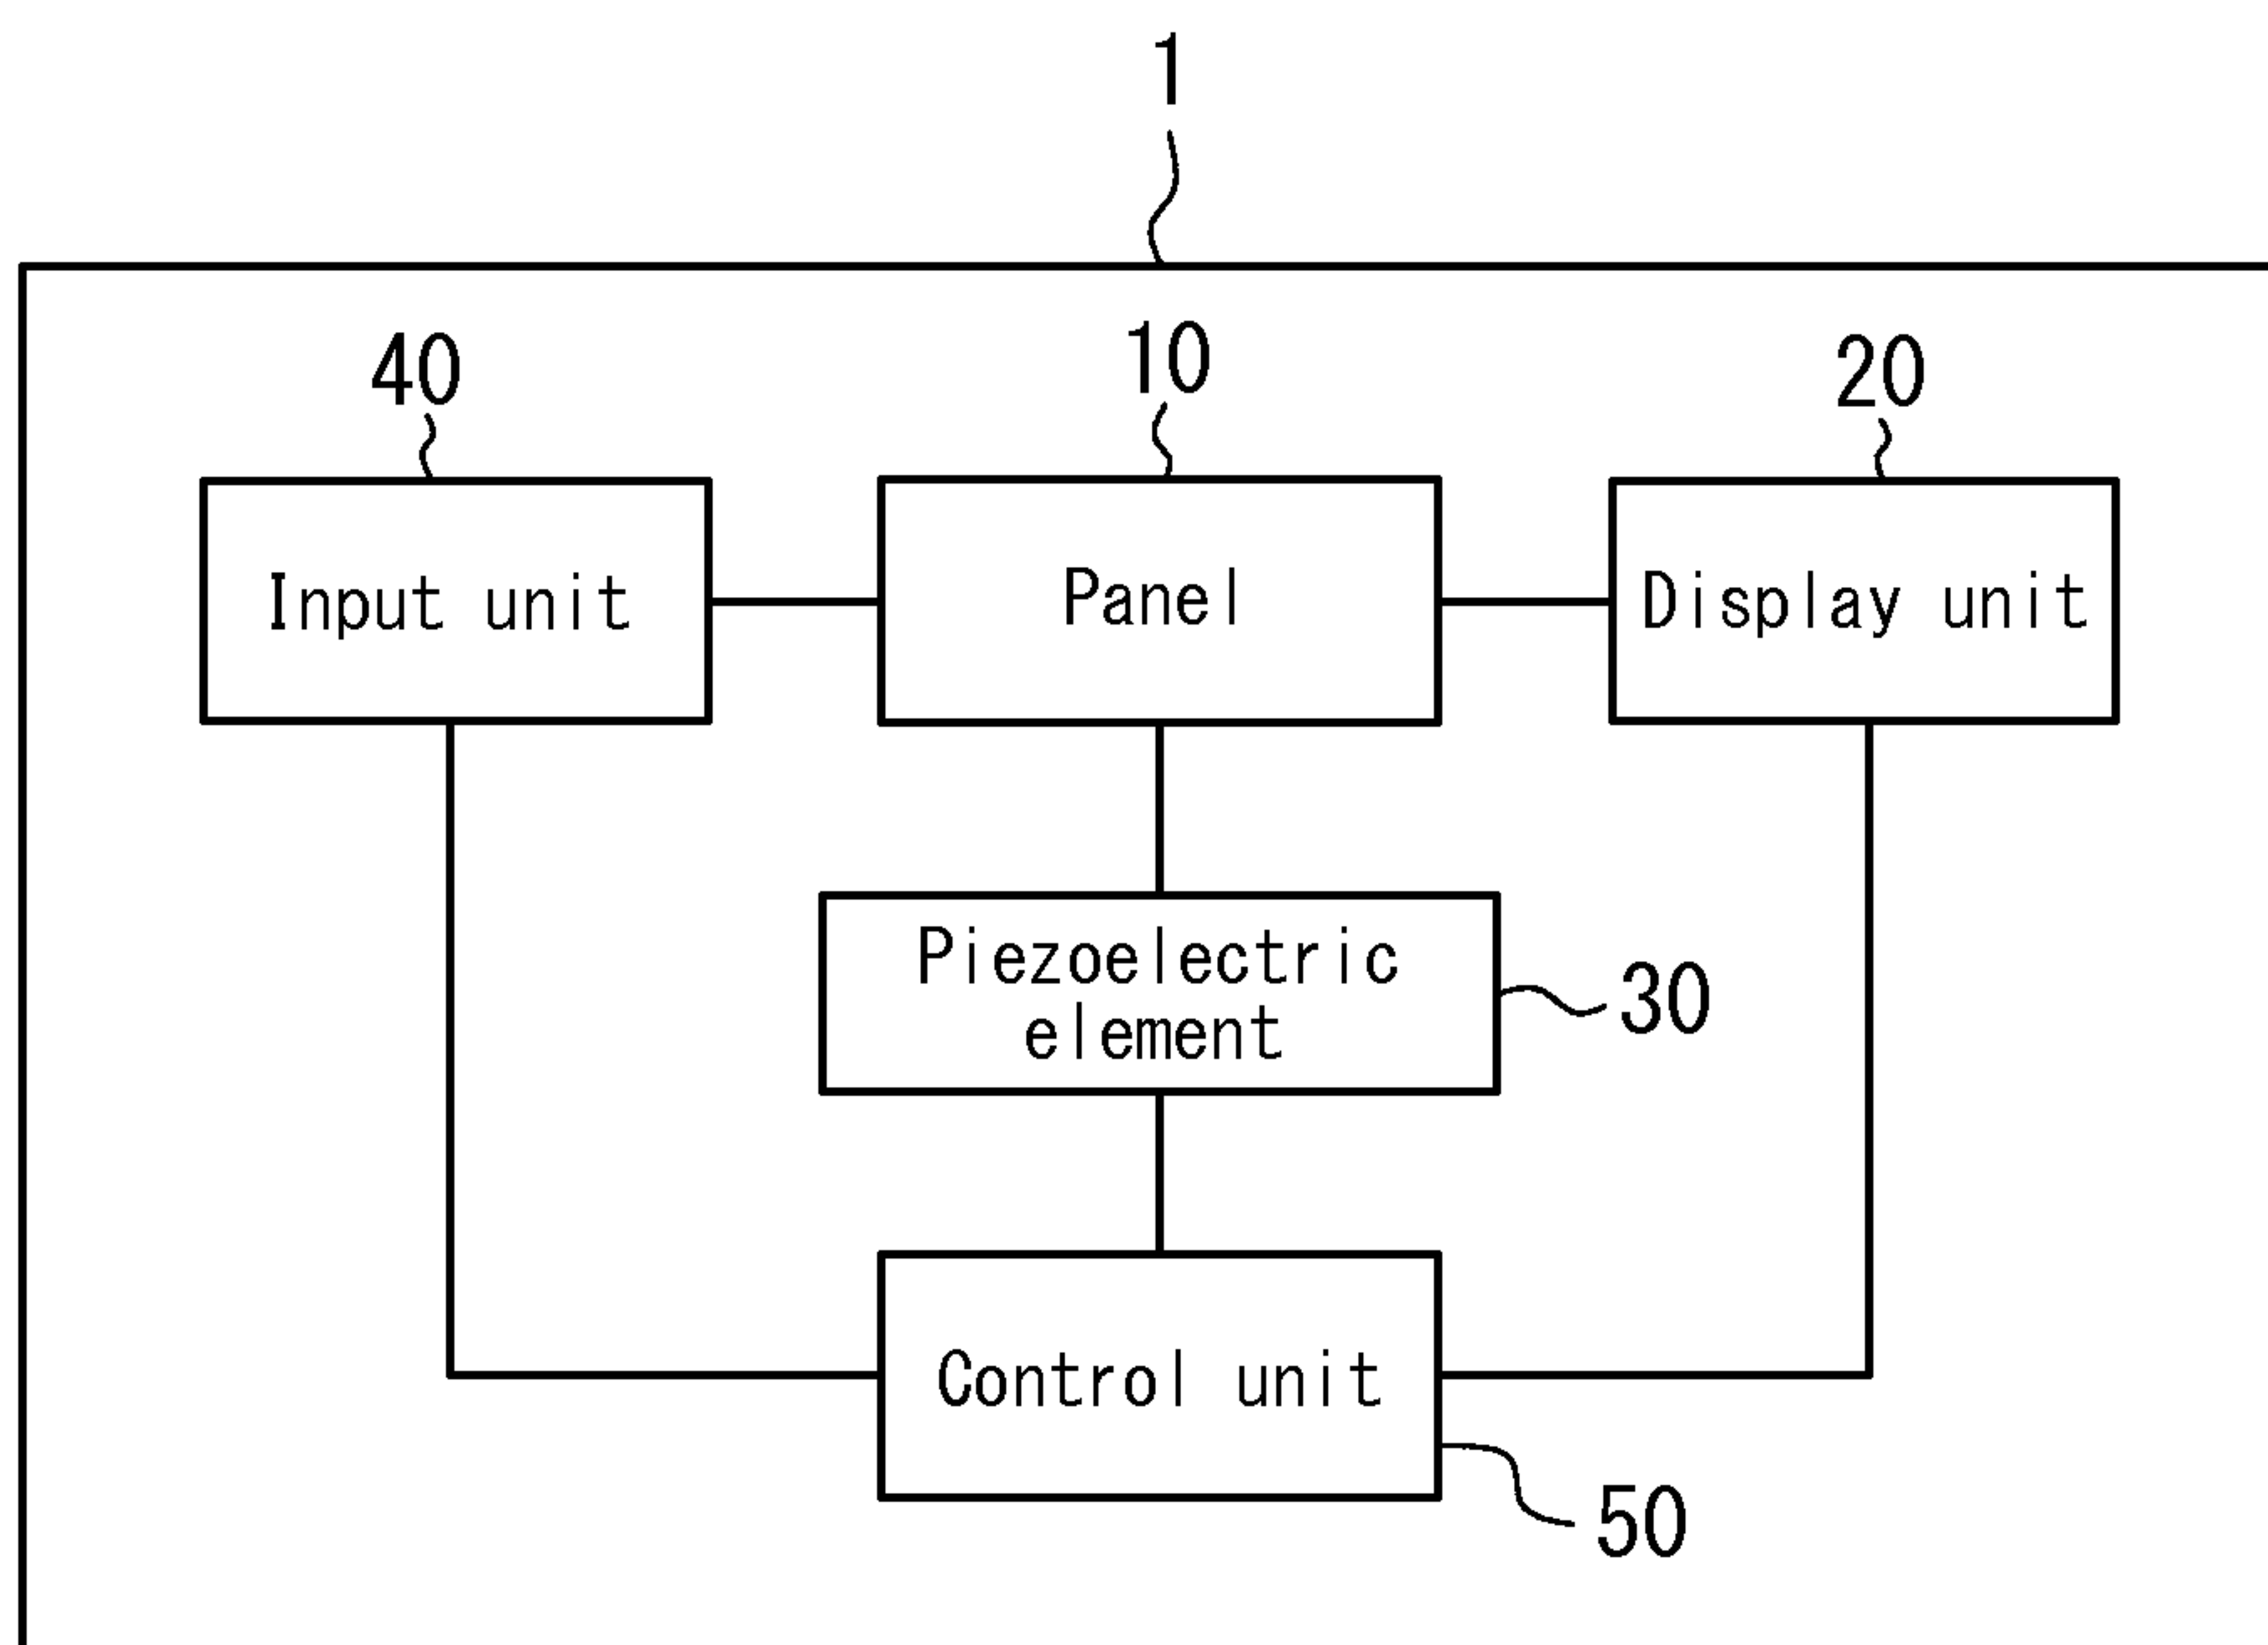 1
40
10
20
Input unit
Panel
Display unit
Piezoelectric
element
30
Control unit
50